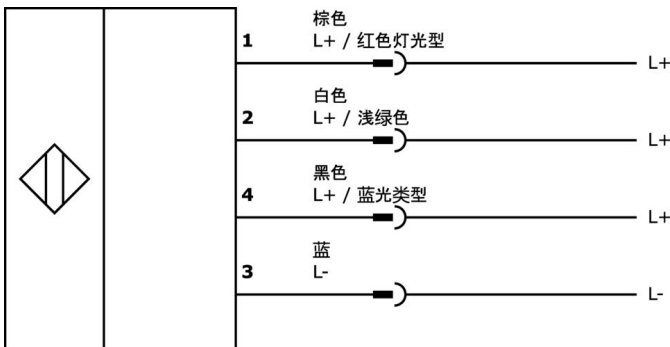 棕色
1 L+ / 红色灯光型 L+
白色
2 L+ / 浅绿色 L+
黑色
4 L+ / 蓝光类型 L+
蓝
3 L- L-